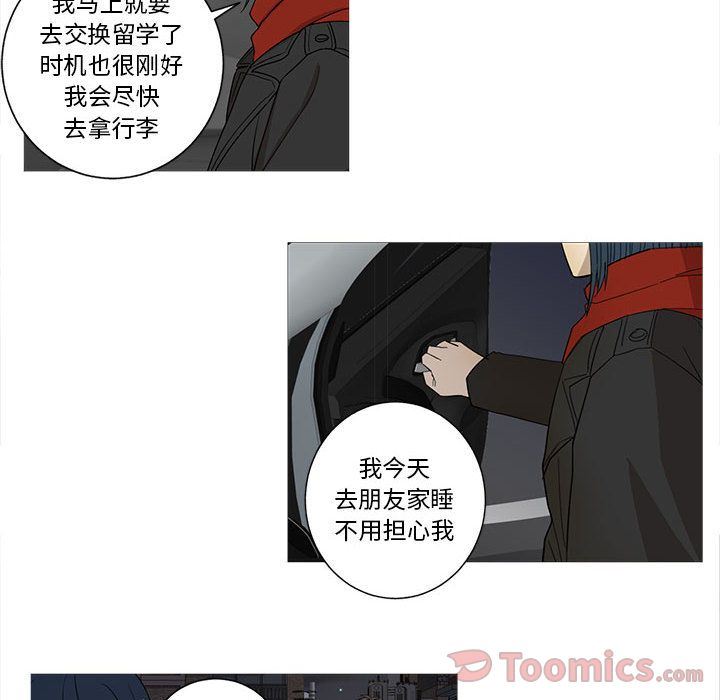 我马上就要
去交换留学了
时机也很刚好
我会尽快
去拿行李
我今天
去朋友家睡
不用担心我
Toomics.com